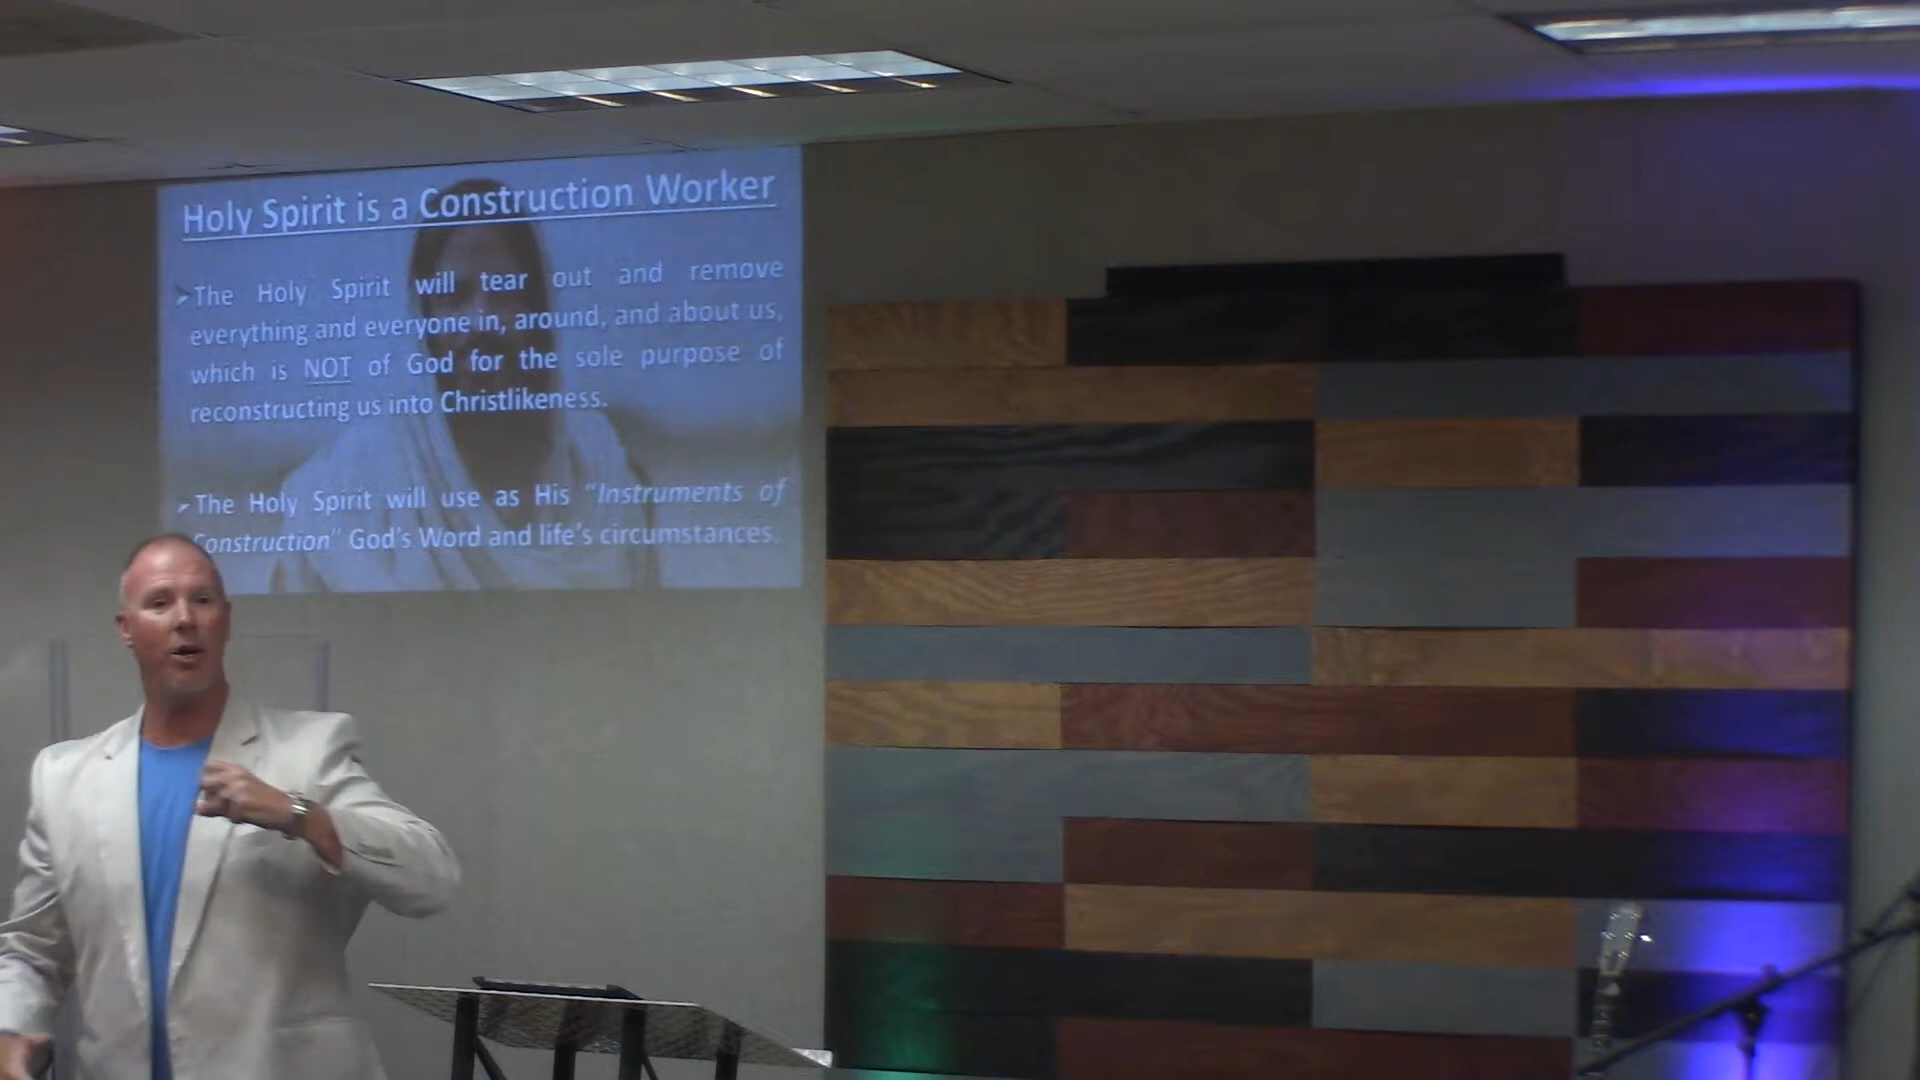 Holy Spirit is a Construction Worker
➢The Holy Spirit will tear out and remove
everything and everyone in, around, and about us,
which is NOT of God for the sole purpose of
reconstructing us into Christlikeness.
➢The Holy Spirit will use as His “Instruments of
Construction” God’s Word and life’s circumstances.